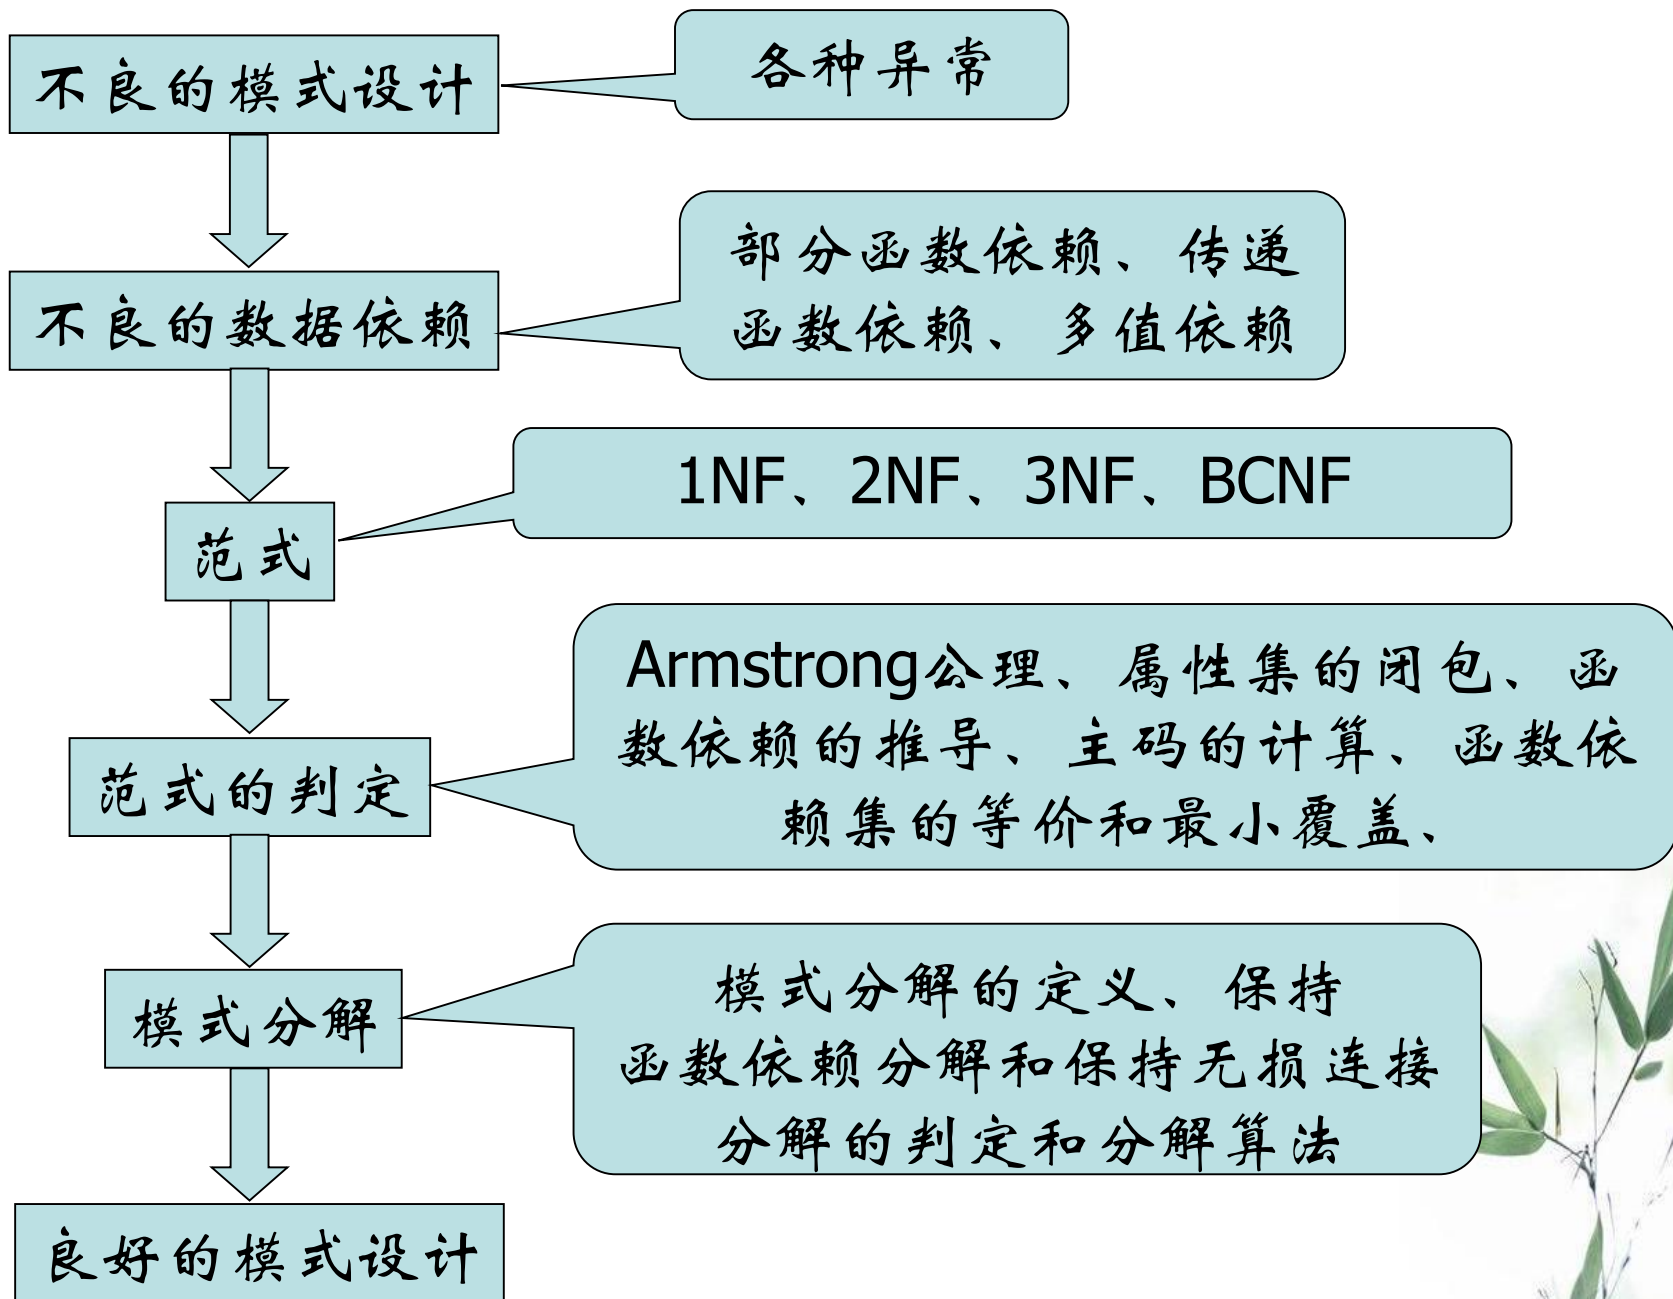 不良的模式设计
各种异常
不良的数据依赖
部分函数依赖、传递
函数依赖、多值依赖
范式
1NF、2NF、3NF、BCNF
范式的判定
Armstrong公理、属性集的闭包、函
数依赖的推导、主码的计算、函数依
赖集的等价和最小覆盖、
模式分解
模式分解的定义、保持
函数依赖分解和保持无损连接
分解的判定和分解算法
良好的模式设计